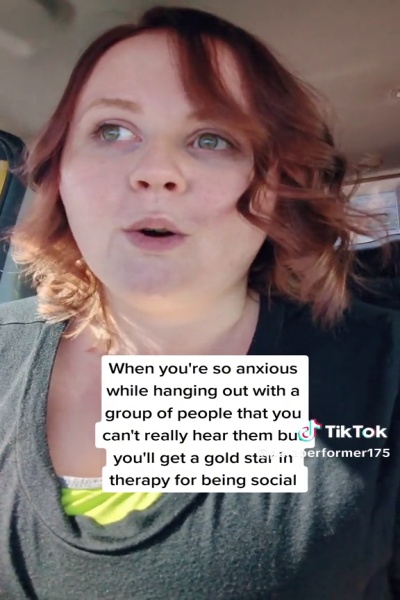 When you're so anxious
while hanging out with a
group of people that you
can't really hear them but
you'll get a gold star in
therapy for being social
TikTok
performer175